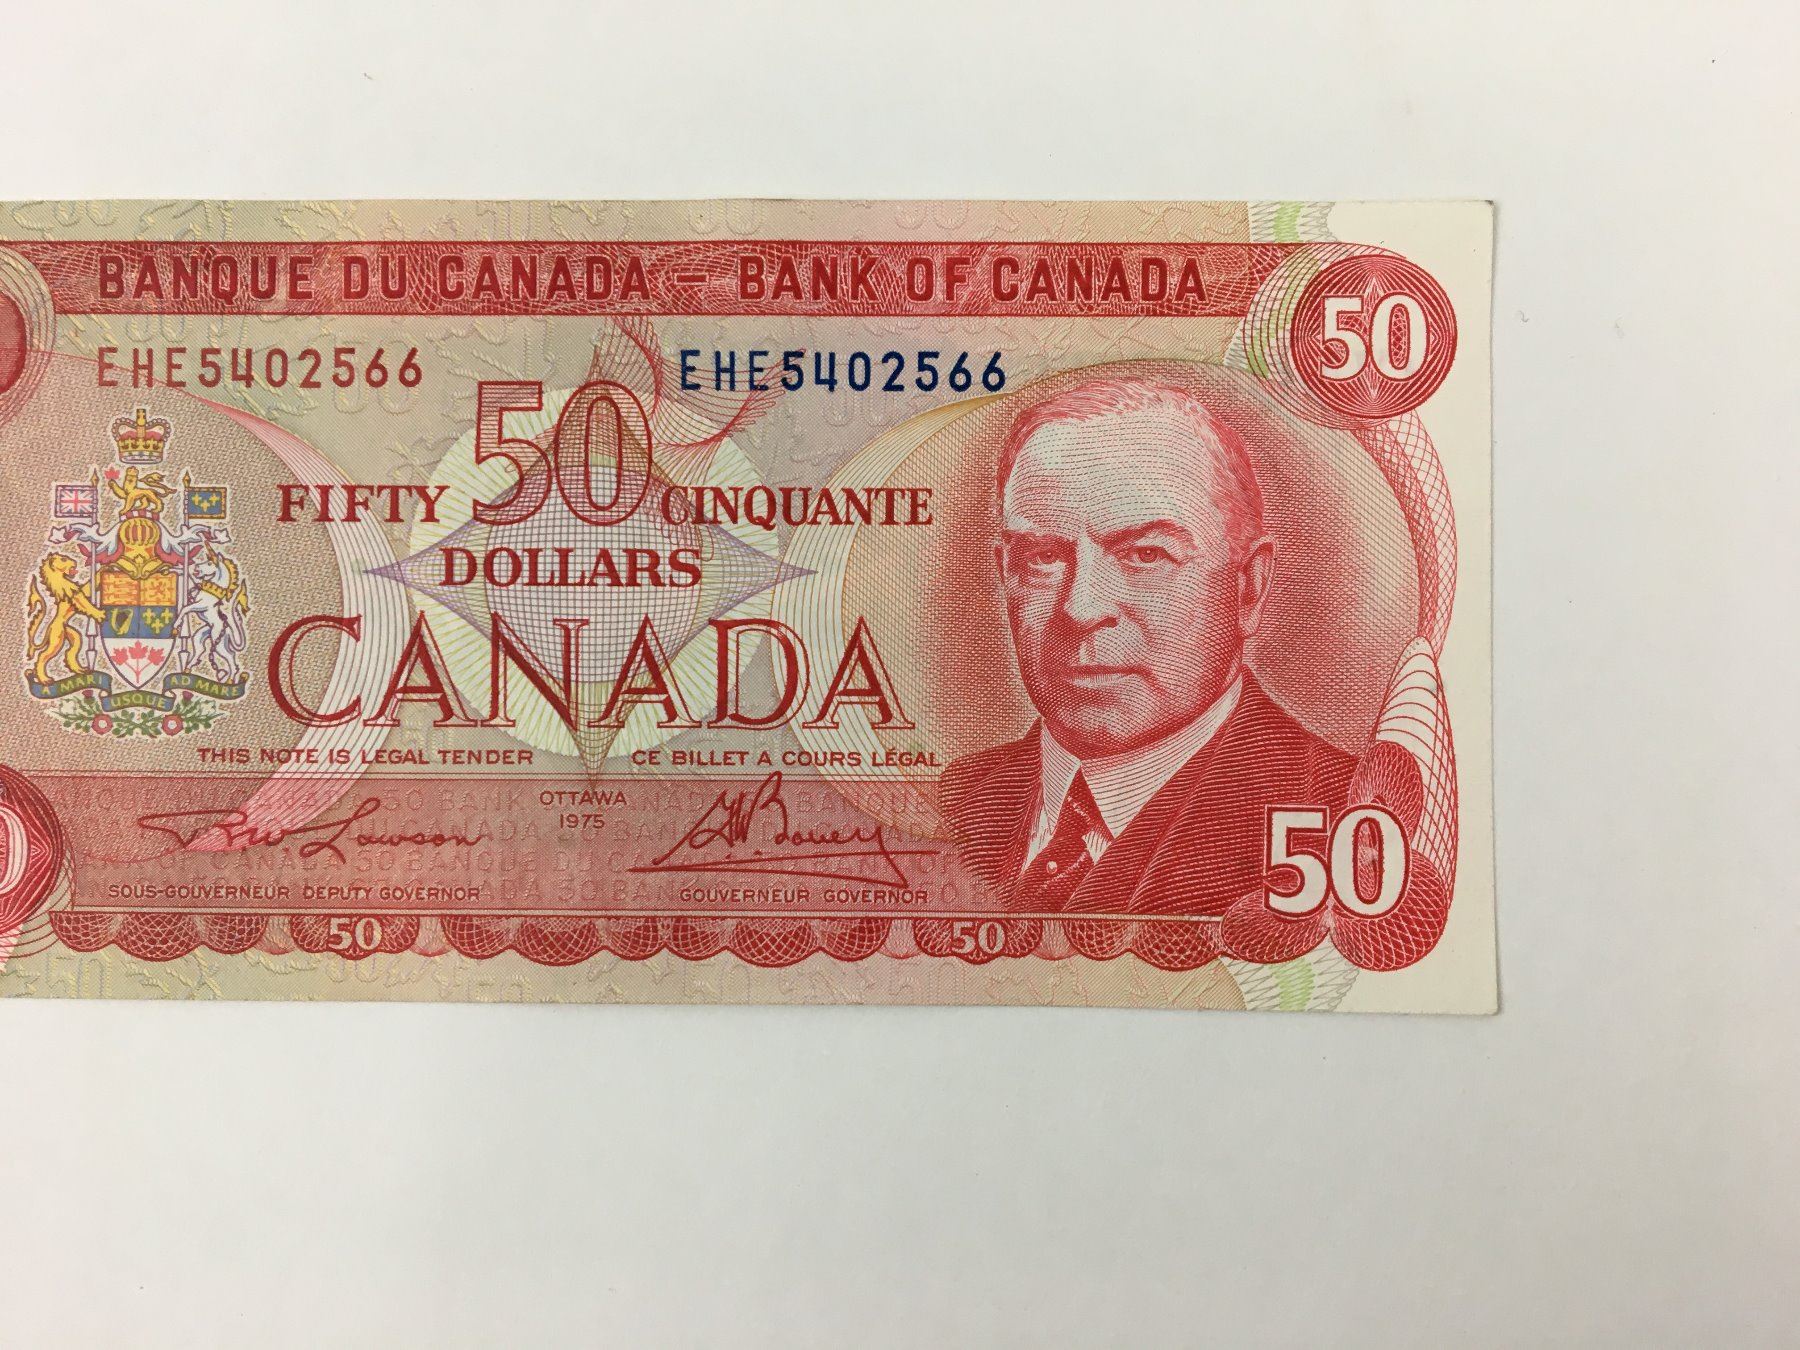 BANQUE DU CANADA – BANK OF CANADA
50
EHE5402566
EHE5402566
50
FIFTY
CINQUANTE
DOLLARS
CANADA
A MARI USQUE AD MARE
THIS NOTE IS LEGAL TENDER
CE BILLET A COURS LÉGAL
OTTAWA
1975
R.W. Lawson
G.K. Bouey
SOUS-GOUVERNEUR DEPUTY GOVERNOR
GOUVERNEUR GOVERNOR
50
50
50